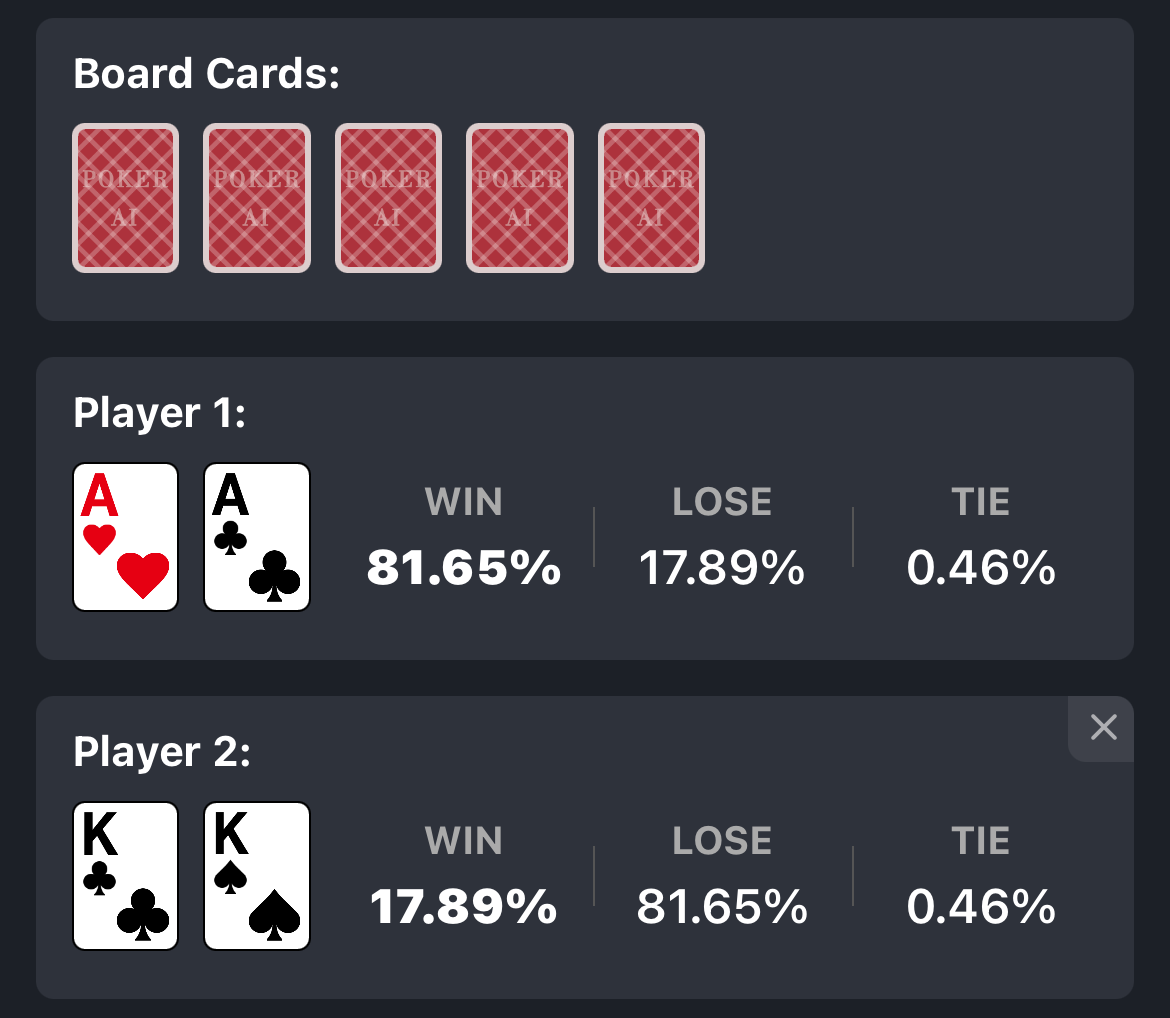 Board Cards:
POKER POKER POKER POKER POKER
AI AI AI AI AI
Player 1:
A A
WIN LOSE TIE
81.65% 17.89% 0.46%
Player 2:
K K
WIN LOSE TIE
17.89% 81.65% 0.46%